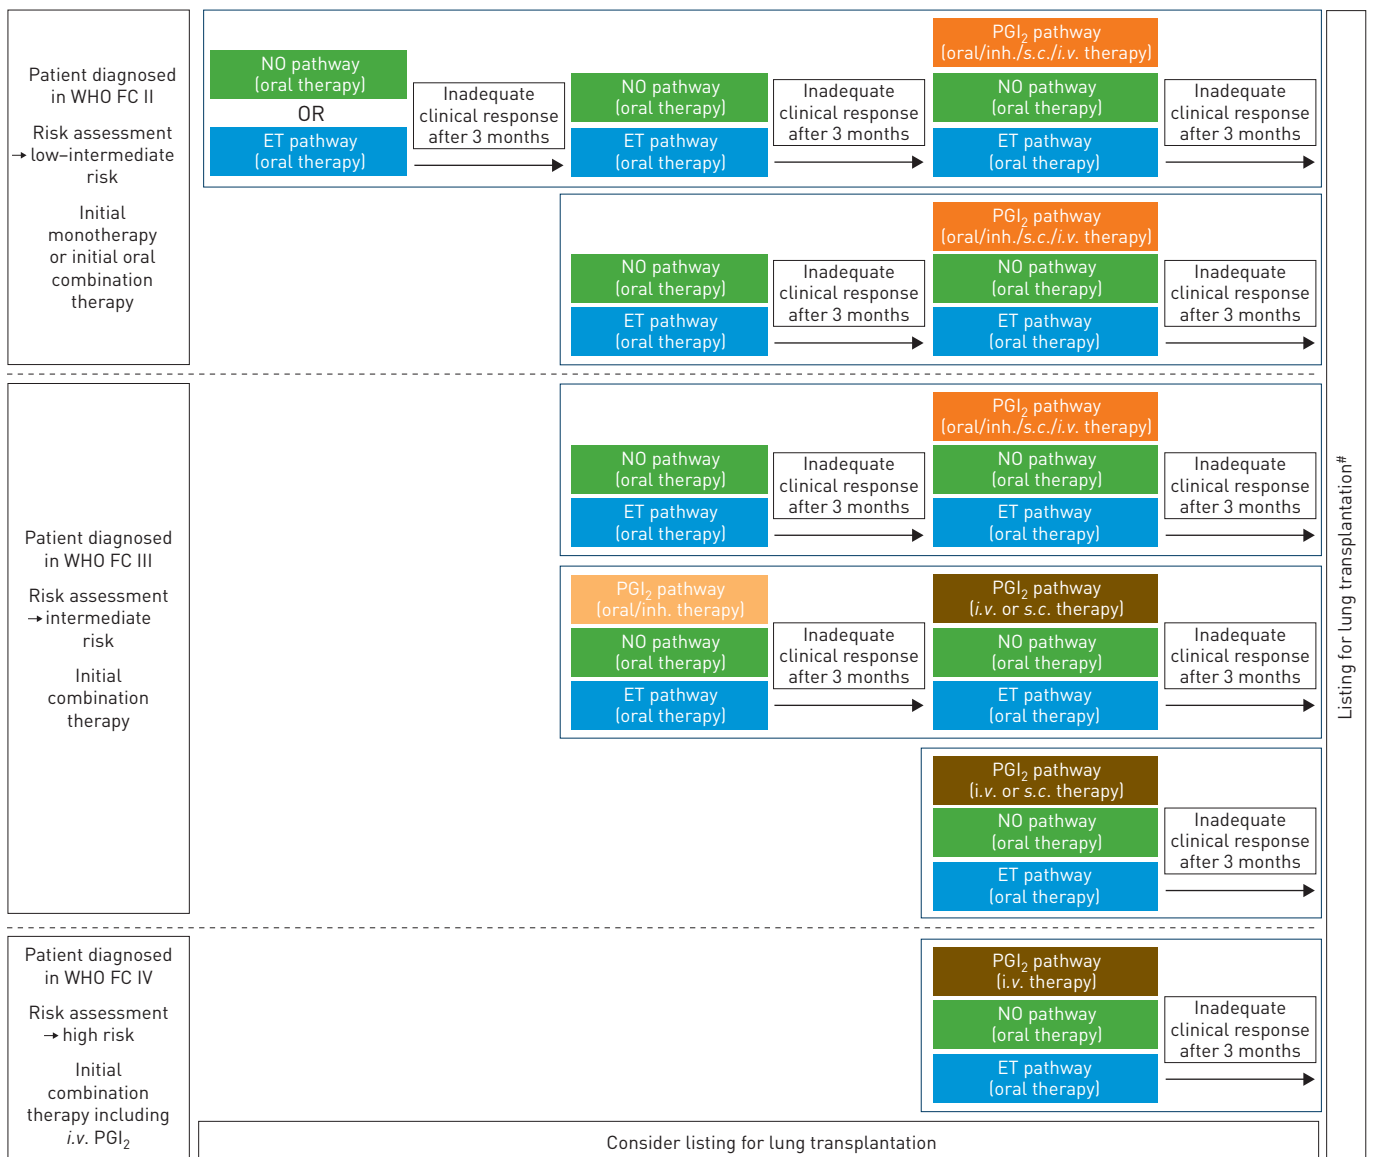 Patient diagnosed
in WHO FC II
Risk assessment
→ low–intermediate
risk
Initial
monotherapy
or initial oral
combination
therapy
NO pathway
(oral therapy)
OR
ET pathway
(oral therapy)
Inadequate
clinical response
after 3 months
NO pathway
(oral therapy)
ET pathway
(oral therapy)
Inadequate
clinical response
after 3 months
PGI₂ pathway
(oral/inh./s.c./i.v. therapy)
NO pathway
(oral therapy)
ET pathway
(oral therapy)
Inadequate
clinical response
after 3 months
NO pathway
(oral therapy)
ET pathway
(oral therapy)
Inadequate
clinical response
after 3 months
PGI₂ pathway
(oral/inh./s.c./i.v. therapy)
NO pathway
(oral therapy)
ET pathway
(oral therapy)
Inadequate
clinical response
after 3 months
Patient diagnosed
in WHO FC III
Risk assessment
→ intermediate
risk
Initial
combination
therapy
NO pathway
(oral therapy)
ET pathway
(oral therapy)
Inadequate
clinical response
after 3 months
PGI₂ pathway
(oral/inh./s.c./i.v. therapy)
NO pathway
(oral therapy)
ET pathway
(oral therapy)
Inadequate
clinical response
after 3 months
PGI₂ pathway
(oral/inh. therapy)
NO pathway
(oral therapy)
ET pathway
(oral therapy)
Inadequate
clinical response
after 3 months
PGI₂ pathway
(i.v. or s.c. therapy)
NO pathway
(oral therapy)
ET pathway
(oral therapy)
Inadequate
clinical response
after 3 months
PGI₂ pathway
(i.v. or s.c. therapy)
NO pathway
(oral therapy)
ET pathway
(oral therapy)
Inadequate
clinical response
after 3 months
Patient diagnosed
in WHO FC IV
Risk assessment
→ high risk
Initial
combination
therapy including
i.v. PGI₂
PGI₂ pathway
(i.v. therapy)
NO pathway
(oral therapy)
ET pathway
(oral therapy)
Inadequate
clinical response
after 3 months
Consider listing for lung transplantation
Listing for lung transplantation#